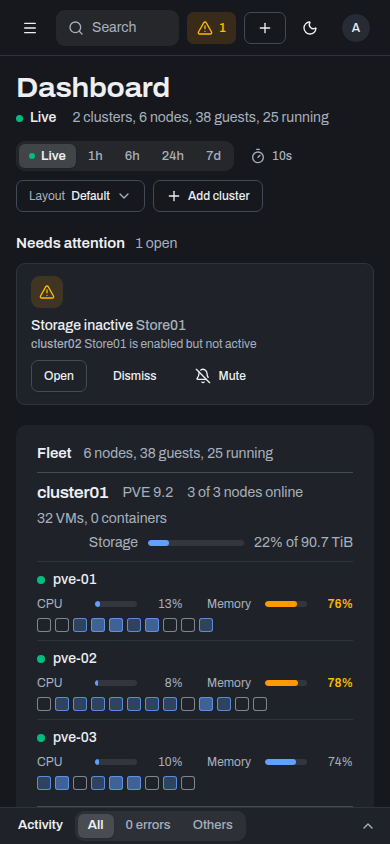 Search 1 A
Dashboard
Live 2 clusters, 6 nodes, 38 guests, 25 running
Live 1h 6h 24h 7d 10s
Layout Default Add cluster
Needs attention 1 open
Storage inactive Store01
cluster02 Store01 is enabled but not active
Open Dismiss Mute
Fleet 6 nodes, 38 guests, 25 running
cluster01 PVE 9.2 3 of 3 nodes online
32 VMs, 0 containers
Storage 22% of 90.7 TiB
pve-01
CPU 13% Memory 76%
pve-02
CPU 8% Memory 78%
pve-03
CPU 10% Memory 74%
Activity All 0 errors Others